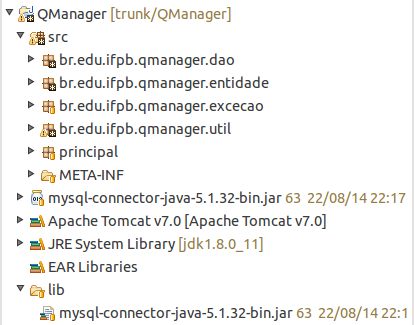 QManager [trunk/QManager]
src
br.edu.ifpb.qmanager.dao
br.edu.ifpb.qmanager.entidade
br.edu.ifpb.qmanager.excecao
br.edu.ifpb.qmanager.util
principal
META-INF
mysql-connector-java-5.1.32-bin.jar 63 22/08/14 22:17
Apache Tomcat v7.0 [Apache Tomcat v7.0]
JRE System Library [jdk1.8.0_11]
EAR Libraries
lib
mysql-connector-java-5.1.32-bin.jar 63 22/08/14 22:1